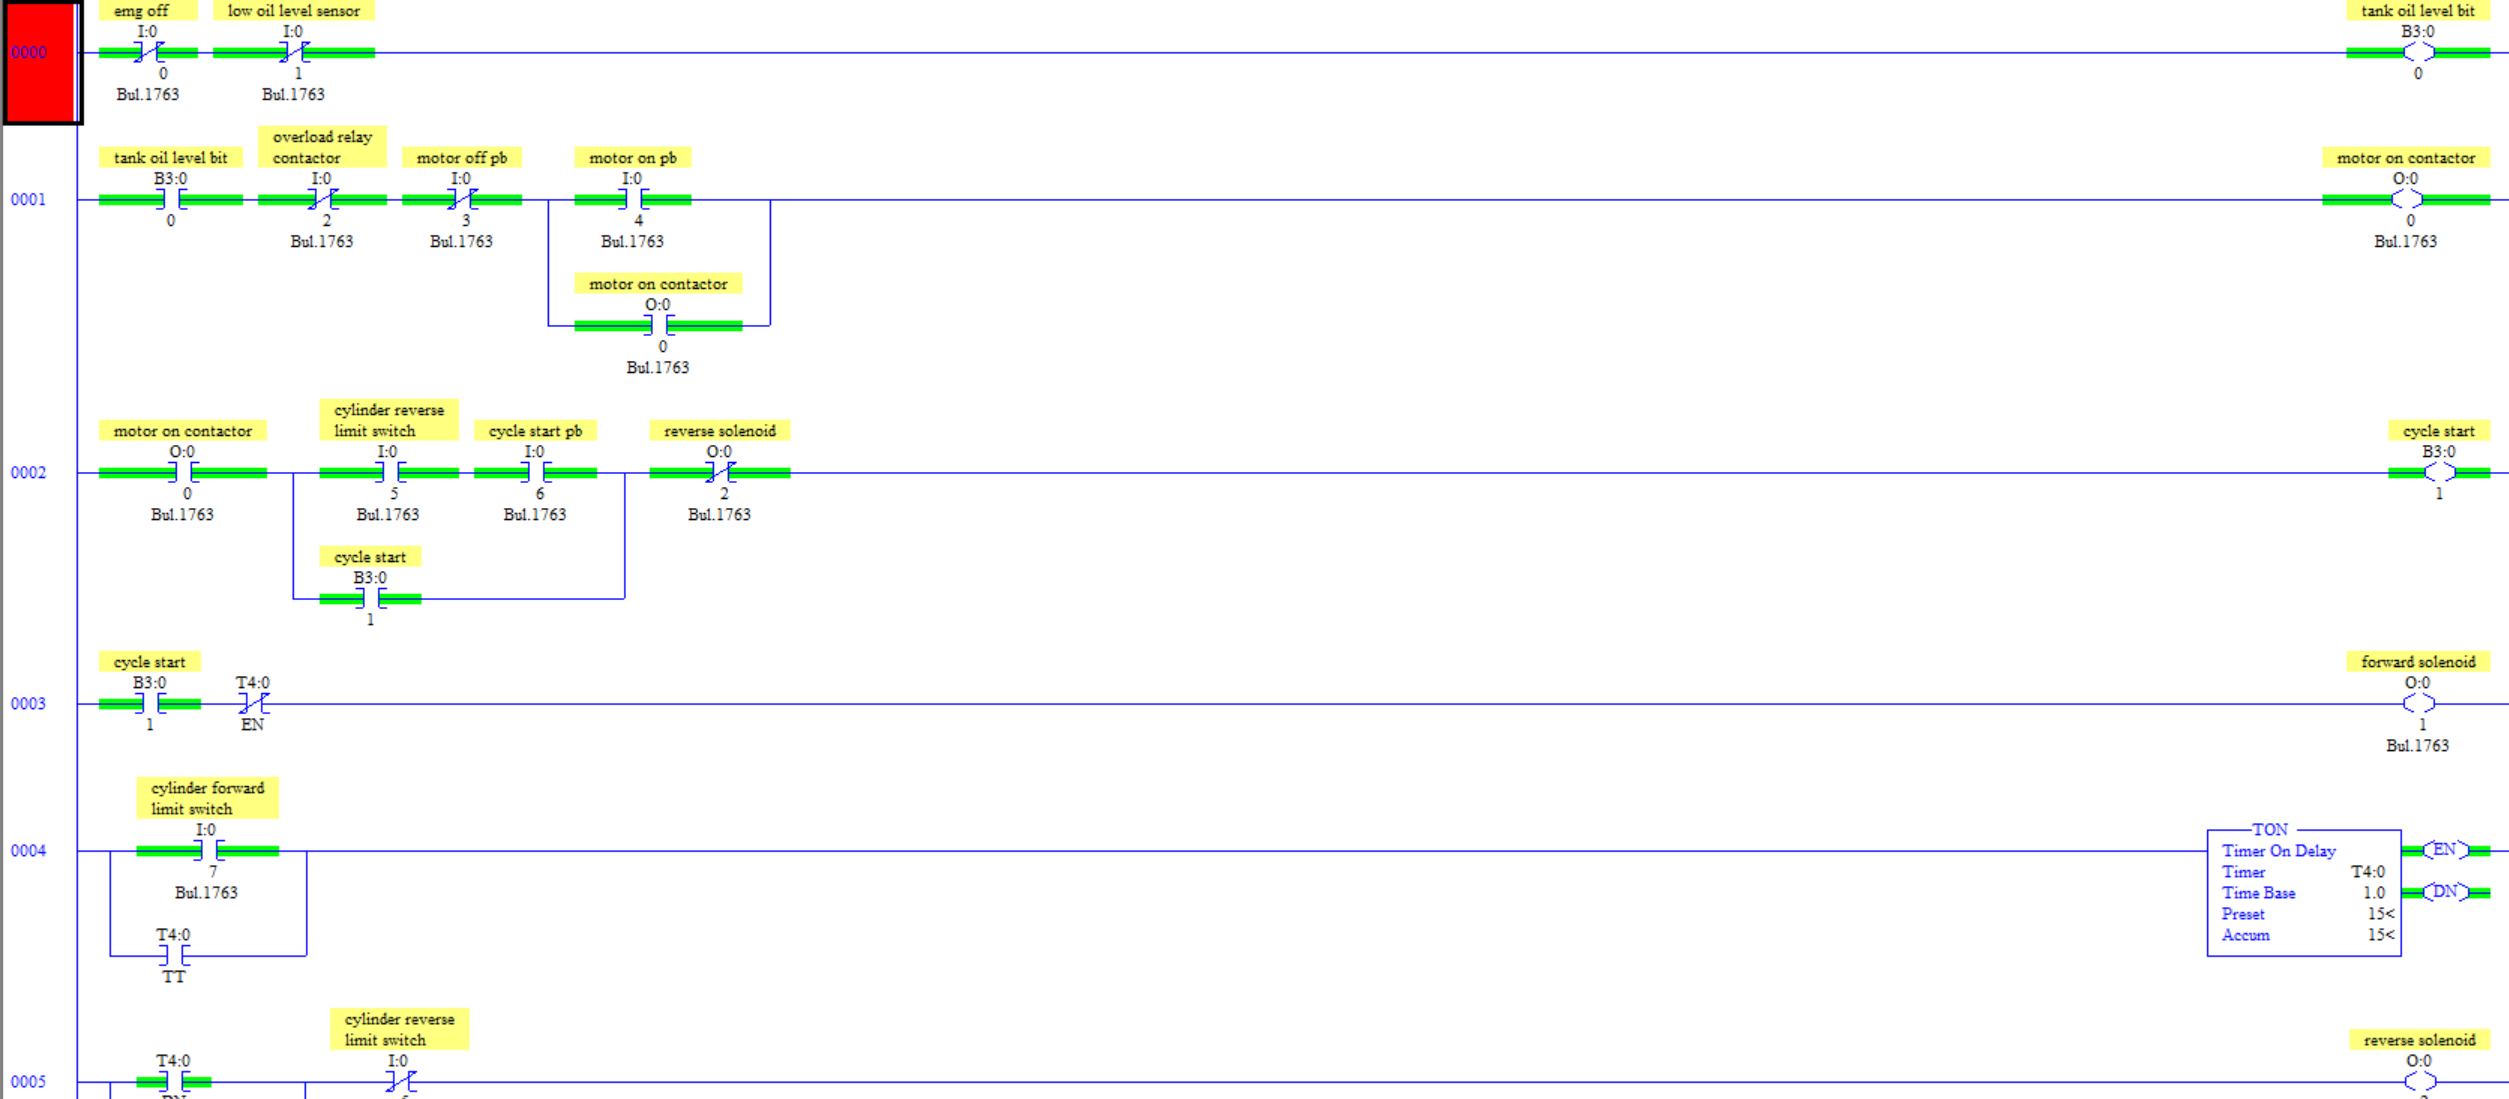 emg off
low oil level sensor
tank oil level bit
I:0
I:0
B3:0
0000
0
1
0
Bul.1763
Bul.1763
overload relay
tank oil level bit
contactor
motor off pb
motor on pb
motor on contactor
B3:0
I:0
I:0
I:0
O:0
0001
0
2
3
4
0
Bul.1763
Bul.1763
Bul.1763
Bul.1763
motor on contactor
O:0
0
Bul.1763
cylinder reverse
motor on contactor
limit switch
cycle start pb
reverse solenoid
cycle start
O:0
I:0
I:0
O:0
B3:0
0002
0
5
6
2
1
Bul.1763
Bul.1763
Bul.1763
Bul.1763
cycle start
B3:0
1
cycle start
forward solenoid
B3:0
T4:0
O:0
0003
1
EN
1
Bul.1763
cylinder forward
limit switch
I:0
TON
0004
Timer On Delay
EN
7
Timer T4:0
Bul.1763
Time Base 1.0
DN
Preset 15<
T4:0
Accum 15<
TT
cylinder reverse
limit switch
reverse solenoid
T4:0
I:0
O:0
0005